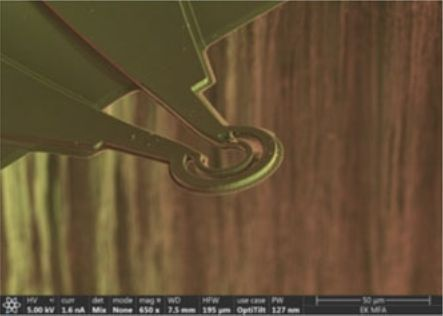 HV curr det mode mag WD HFW use case PW 50 µm
5.00 kV 1.6 nA Mix None 650 x 7.5 mm 195 µm OptiTilt 127 nm EK MFA